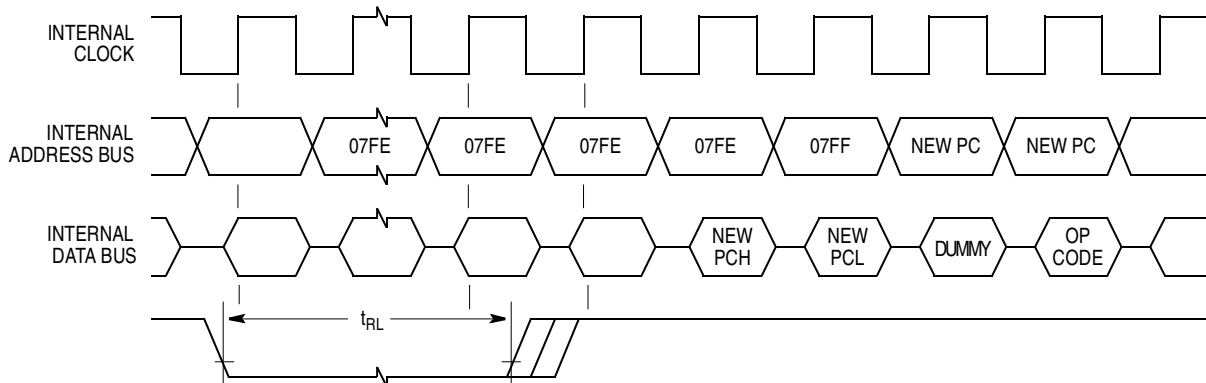 INTERNAL
CLOCK
INTERNAL
ADDRESS BUS
07FE
07FE
07FE
07FE
07FF
NEW PC
NEW PC
INTERNAL
DATA BUS
NEW
PCH
NEW
PCL
DUMMY
OP
CODE
tRL